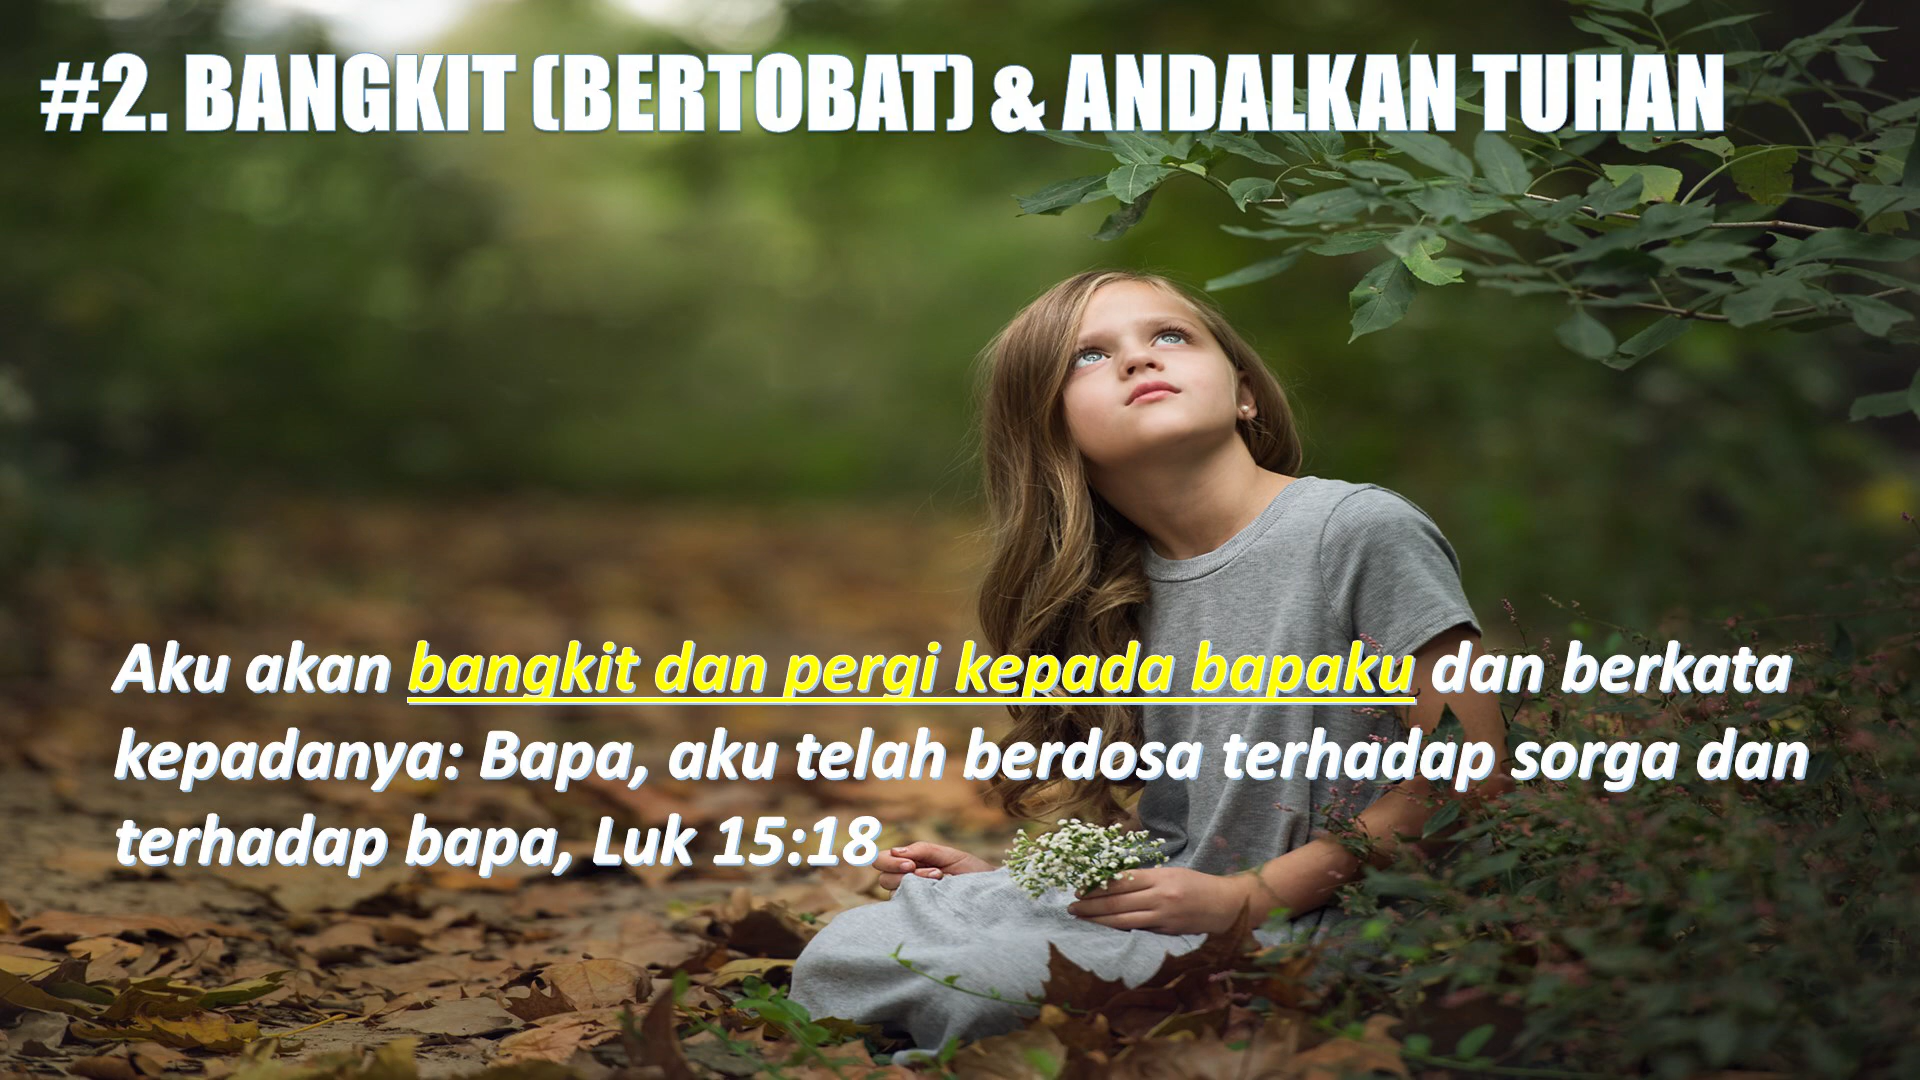 #2. BANGKIT (BERTOBAT) & ANDALKAN TUHAN
Aku akan bangkit dan pergi kepada bapaku dan berkata
kepadanya: Bapa, aku telah berdosa terhadap sorga dan
terhadap bapa, Luk 15:18